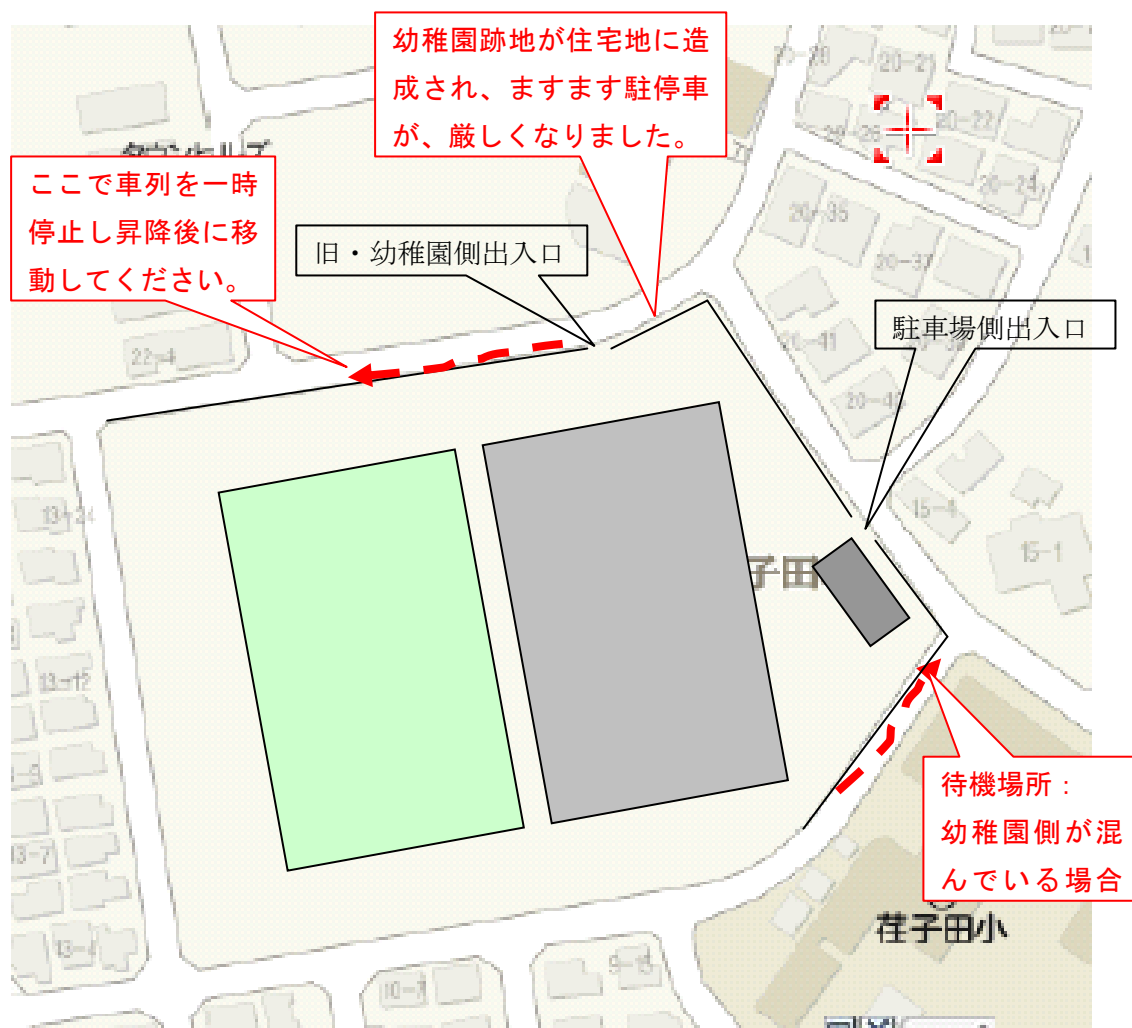 幼稚園跡地が住宅地に造
成され、ますます駐停車
が、厳しくなりました。
ここで車列を一時
停止し昇降後に移
動してください。
旧・幼稚園側出入口
駐車場側出入口
待機場所：
幼稚園側が混
んでいる場合
20-21
20-22
20-24
20-35
20-37
20-41
22-4
15-4
15-1
13-24
13-12
13-7
13-4
10-7
9-15
子田
荏子田小